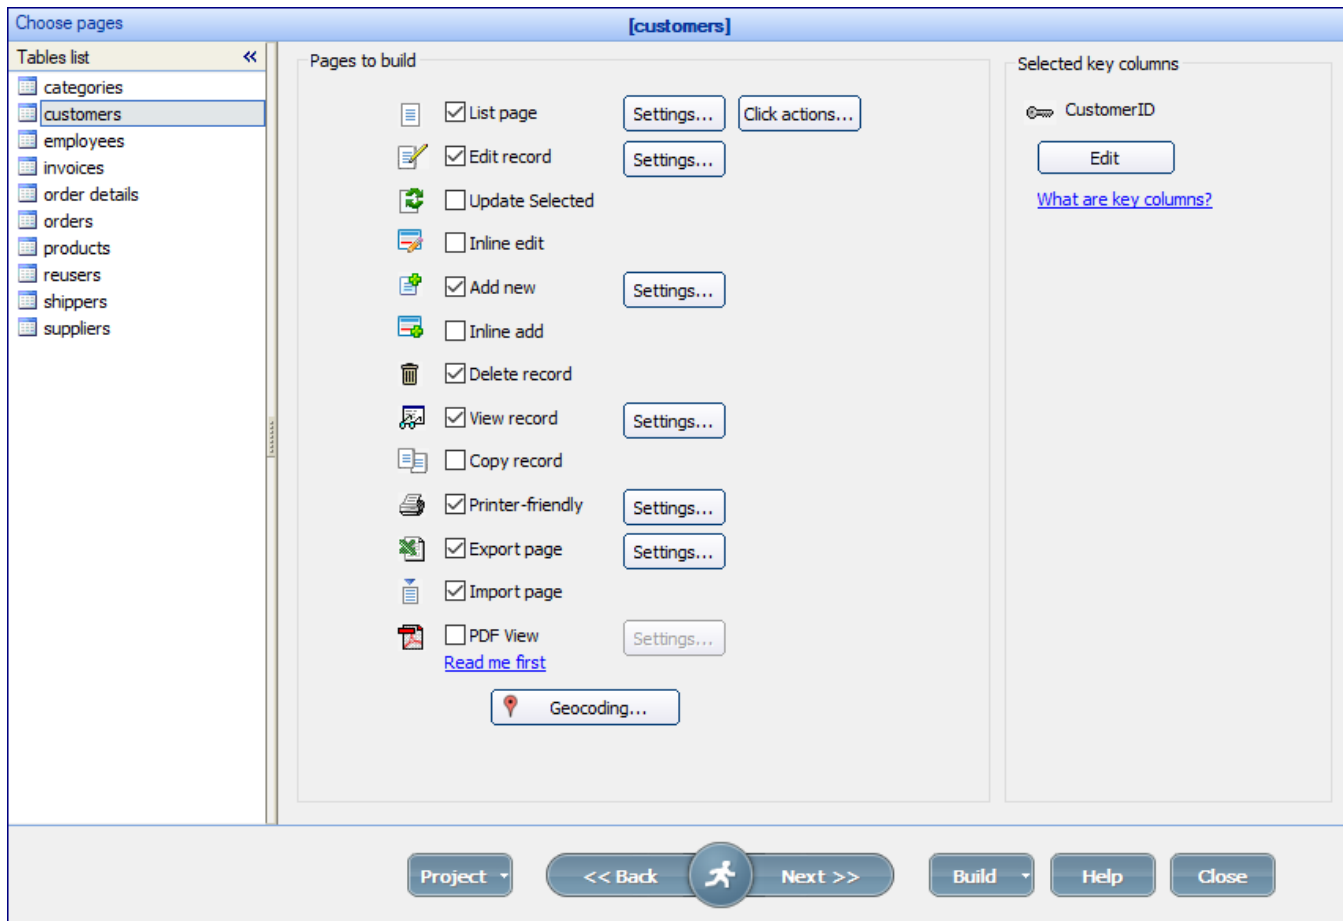 Choose pages
[customers]
Tables list
categories
customers
employees
invoices
order details
orders
products
reusers
shippers
suppliers
Pages to build
List page Settings... Click actions...
Edit record Settings...
Update Selected
Inline edit
Add new Settings...
Inline add
Delete record
View record Settings...
Copy record
Printer-friendly Settings...
Export page Settings...
Import page
PDF View Settings...
Read me first
Geocoding...
Selected key columns
CustomerID
Edit
What are key columns?
Project << Back Next >> Build Help Close